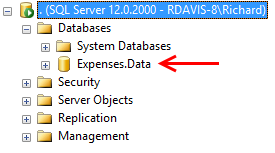 . (SQL Server 12.0.2000 - RDAVIS-8\Richard)
Databases
System Databases
Expenses.Data
Security
Server Objects
Replication
Management